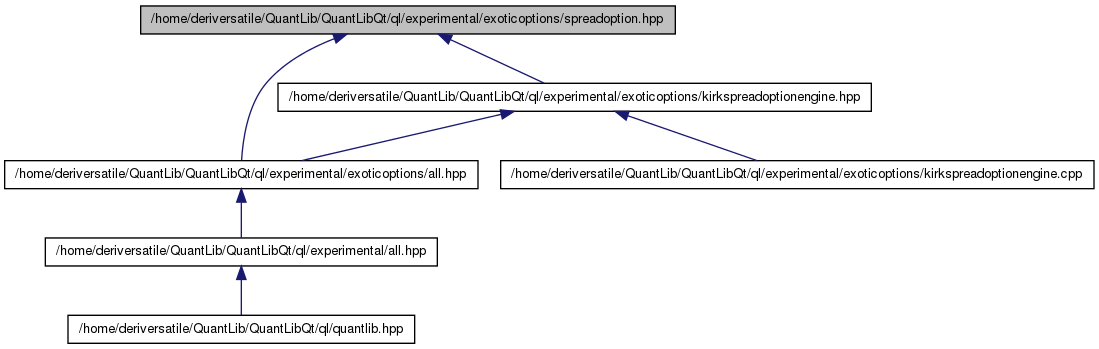 /home/deriversatile/QuantLib/QuantLibQt/ql/experimental/exoticoptions/spreadoption.hpp
/home/deriversatile/QuantLib/QuantLibQt/ql/experimental/exoticoptions/kirkspreadoptionengine.hpp
/home/deriversatile/QuantLib/QuantLibQt/ql/experimental/exoticoptions/all.hpp
/home/deriversatile/QuantLib/QuantLibQt/ql/experimental/exoticoptions/kirkspreadoptionengine.cpp
/home/deriversatile/QuantLib/QuantLibQt/ql/experimental/all.hpp
/home/deriversatile/QuantLib/QuantLibQt/ql/quantlib.hpp